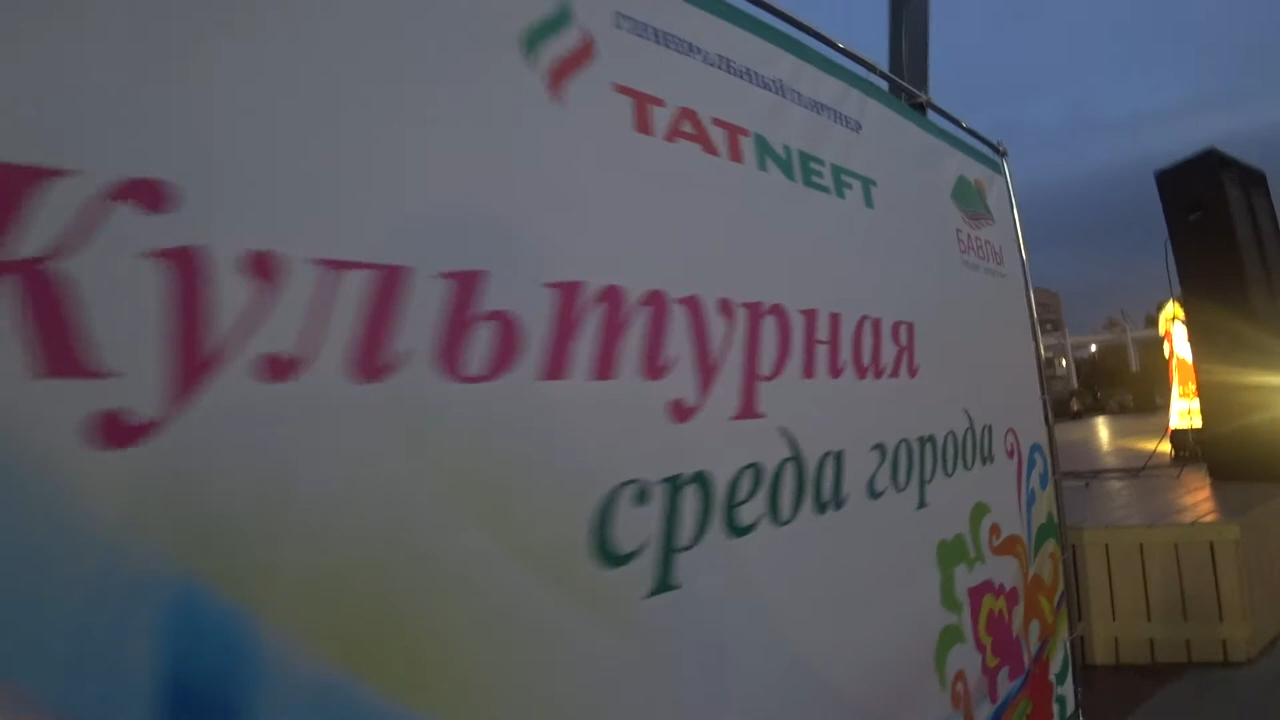 ГЕНЕРАЛЬНЫЙ ПАРТНЕР
TATNEFT
БАВЛЫ
Культурная
среда города